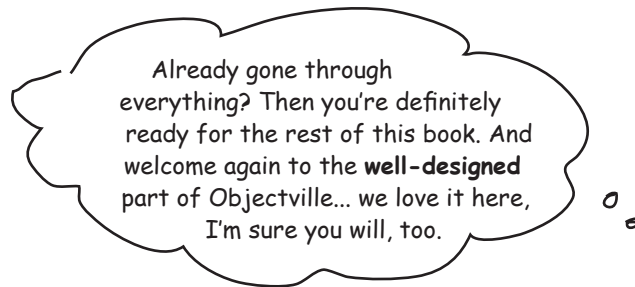 Already gone through
everything? Then you're definitely
ready for the rest of this book. And
welcome again to the well-designed
part of Objectville... we love it here,
I'm sure you will, too.